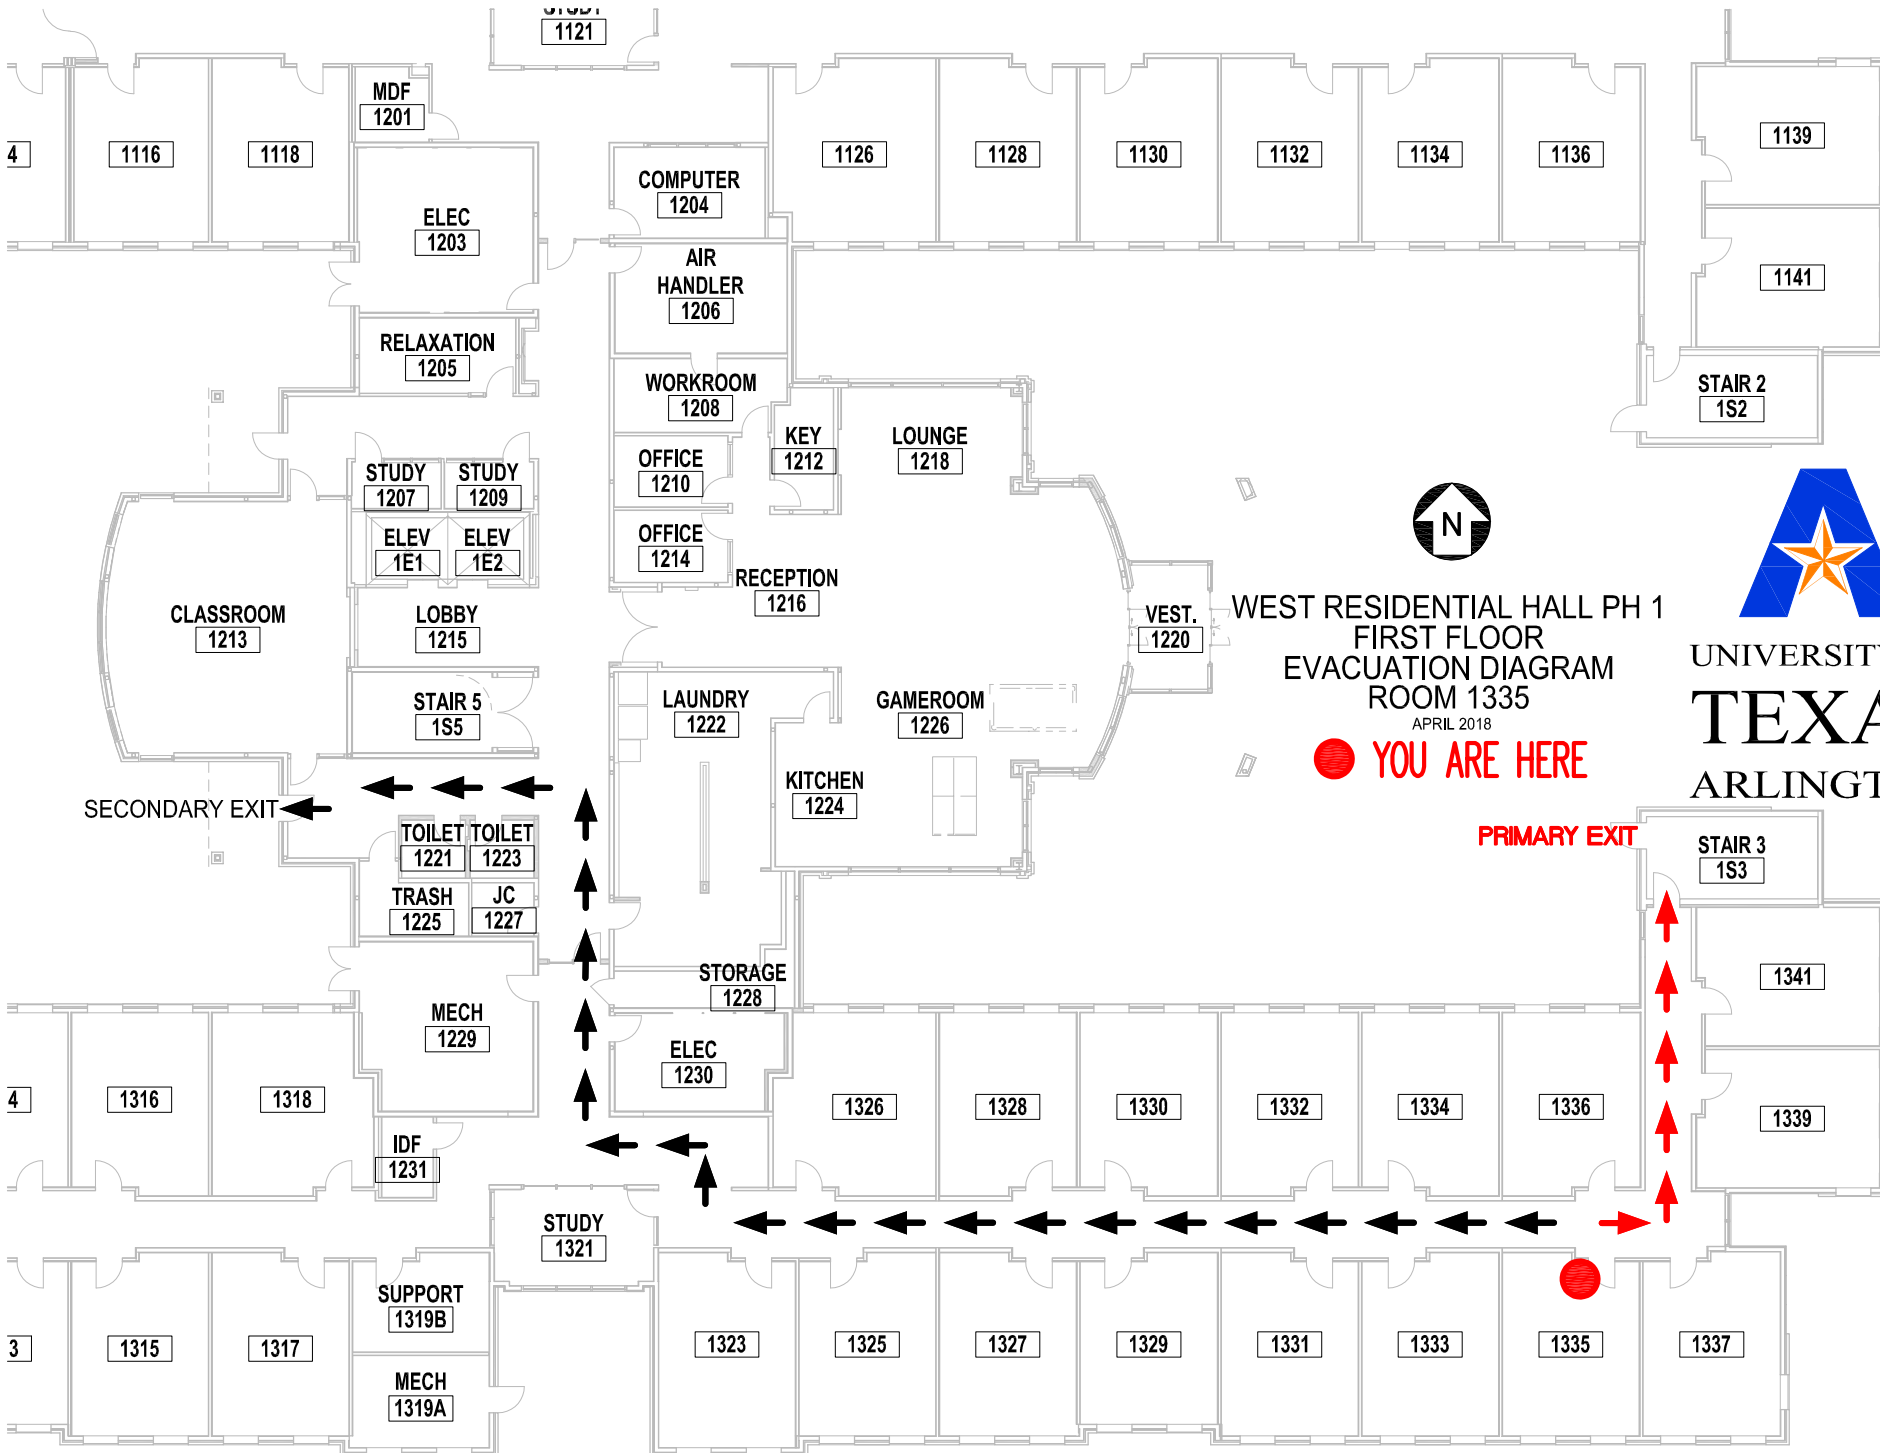 STUDY
1121
MDF
1201
4
1116
1118
1126
1128
1130
1132
1134
1136
1139
COMPUTER
1204
ELEC
1203
AIR
HANDLER
1206
1141
RELAXATION
1205
WORKROOM
1208
STAIR 2
1S2
KEY
1212
LOUNGE
1218
OFFICE
1210
STUDY
1207
STUDY
1209
ELEV
1E1
ELEV
1E2
OFFICE
1214
N
RECEPTION
1216
CLASSROOM
1213
LOBBY
1215
VEST.
1220
WEST RESIDENTIAL HALL PH 1
FIRST FLOOR
EVACUATION DIAGRAM
ROOM 1335
APRIL 2018
YOU ARE HERE
UNIVERSITY
TEXA
ARLINGT
STAIR 5
1S5
LAUNDRY
1222
GAMEROOM
1226
KITCHEN
1224
SECONDARY EXIT
PRIMARY EXIT
TOILET
1221
TOILET
1223
STAIR 3
1S3
TRASH
1225
JC
1227
STORAGE
1228
1341
MECH
1229
ELEC
1230
4
1316
1318
1326
1328
1330
1332
1334
1336
1339
IDF
1231
STUDY
1321
SUPPORT
1319B
3
1315
1317
1323
1325
1327
1329
1331
1333
1335
1337
MECH
1319A